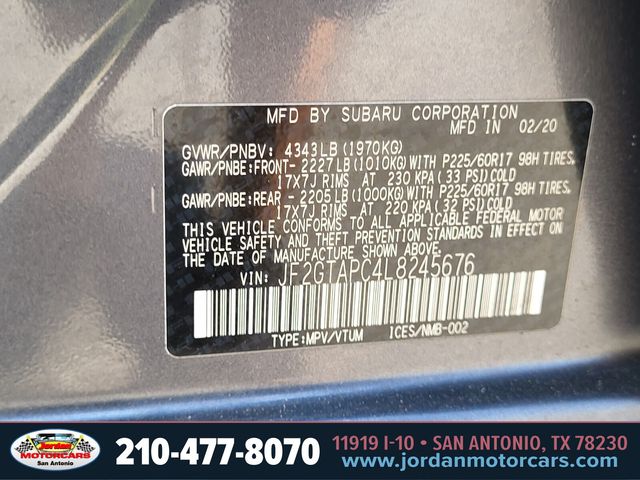 MFD BY SUBARU CORPORATION
MFD IN 02/20
GVWR/PNBV: 4343LB(1970KG)
GAWR/PNBE:FRONT- 2227LB(1010KG)WITH P225/60R17 98H TIRES.
17X7J RIMS AT 230 KPA(33 PSI)COLD
GAWR/PNBE:REAR - 2205LB(1000KG)WITH P225/60R17 98H TIRES.
17X7J RIMS AT 220 KPA(32 PSI)COLD
THIS VEHICLE CONFORMS TO ALL APPLICABLE FEDERAL MOTOR
VEHICLE SAFETY AND THEFT PREVENTION STANDARDS IN EFFECT ON THE
DATE OF MANUFACTURE SHOWN ABOVE.
VIN: JF2GTAPC4L8245676
TYPE:MPV/VTUM ICES/NMB-002
Jordan
MOTORCARS
San Antonio
210-477-8070
11919 I-10 • SAN ANTONIO, TX 78230
www.jordanmotorcars.com